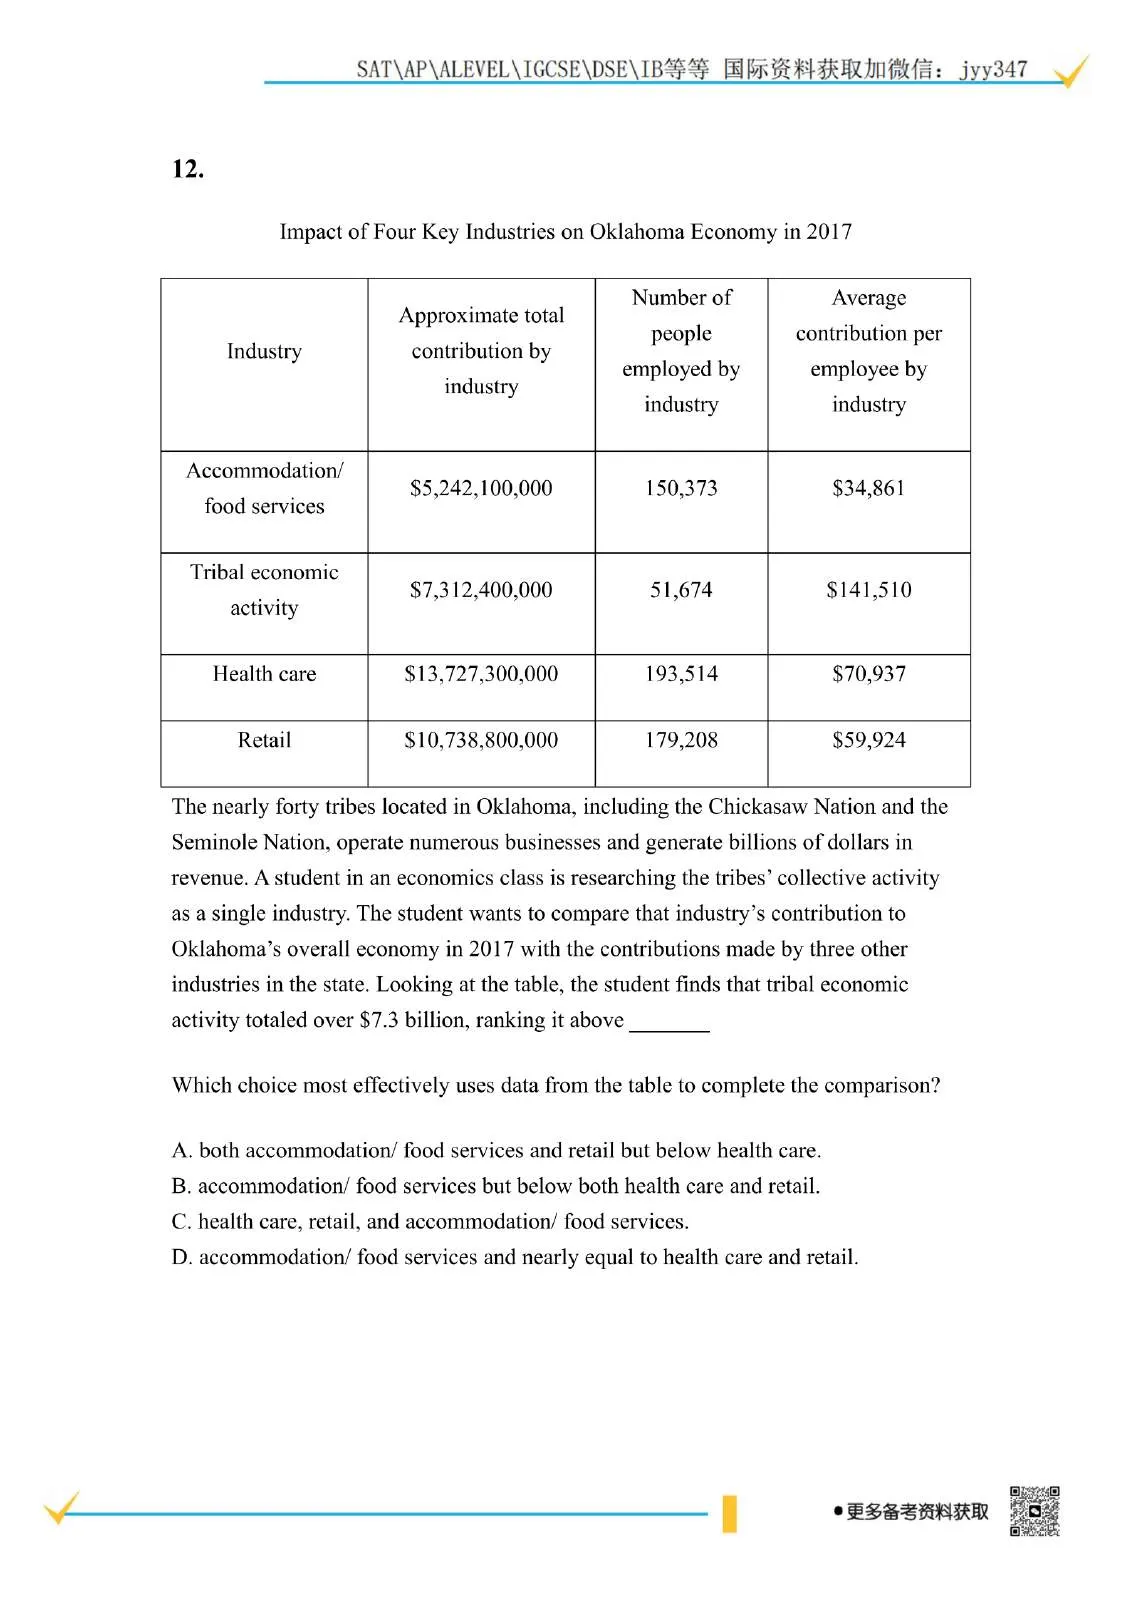 SAT\AP\ALEVEL\IGCSE\DSE\IB等等 国际资料获取加微信：jyy347
12.
Impact of Four Key Industries on Oklahoma Economy in 2017
Industry
Approximate total
contribution by
industry
Number of
people
employed by
industry
Average
contribution per
employee by
industry
Accommodation/
food services
$5,242,100,000
150,373
$34,861
Tribal economic
activity
$7,312,400,000
51,674
$141,510
Health care
$13,727,300,000
193,514
$70,937
Retail
$10,738,800,000
179,208
$59,924
The nearly forty tribes located in Oklahoma, including the Chickasaw Nation and the
Seminole Nation, operate numerous businesses and generate billions of dollars in
revenue. A student in an economics class is researching the tribes’ collective activity
as a single industry. The student wants to compare that industry’s contribution to
Oklahoma’s overall economy in 2017 with the contributions made by three other
industries in the state. Looking at the table, the student finds that tribal economic
activity totaled over $7.3 billion, ranking it above _______
Which choice most effectively uses data from the table to complete the comparison?
A. both accommodation/ food services and retail but below health care.
B. accommodation/ food services but below both health care and retail.
C. health care, retail, and accommodation/ food services.
D. accommodation/ food services and nearly equal to health care and retail.
•更多备考资料获取